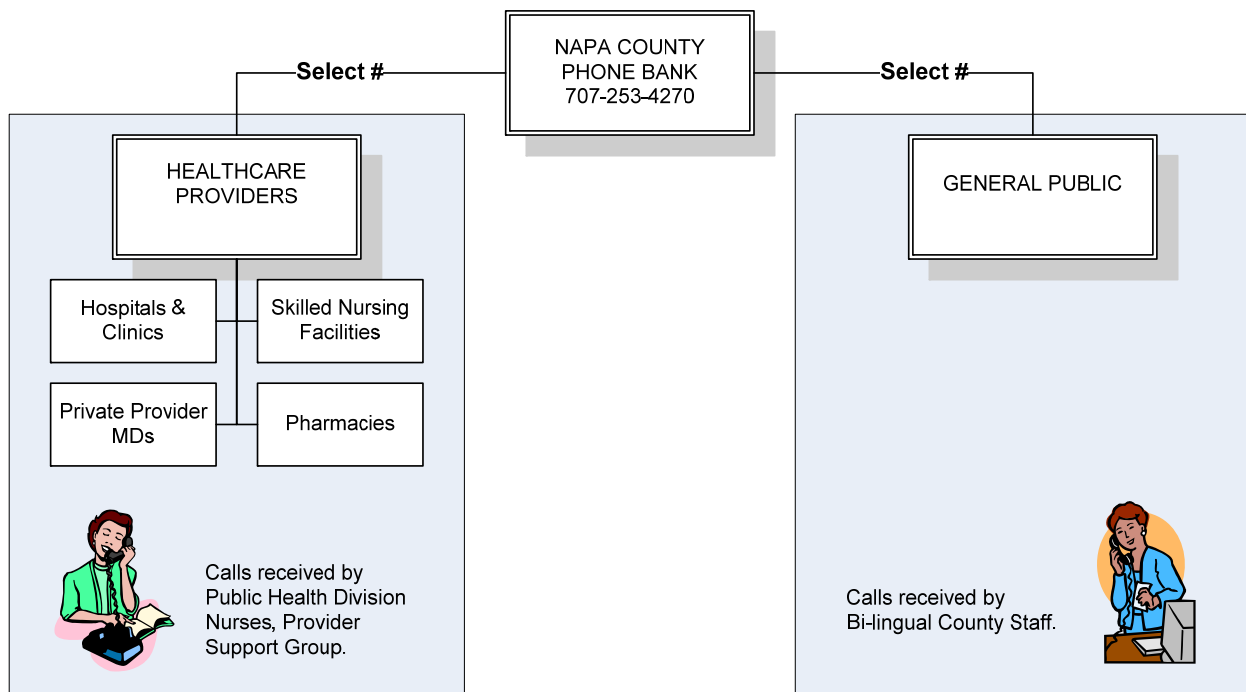 NAPA COUNTY
PHONE BANK
707-253-4270
Select #
Select #
HEALTHCARE
PROVIDERS
GENERAL PUBLIC
Hospitals &
Clinics
Skilled Nursing
Facilities
Private Provider
MDs
Pharmacies
Calls received by
Public Health Division
Nurses, Provider
Support Group.
Calls received by
Bi-lingual County Staff.